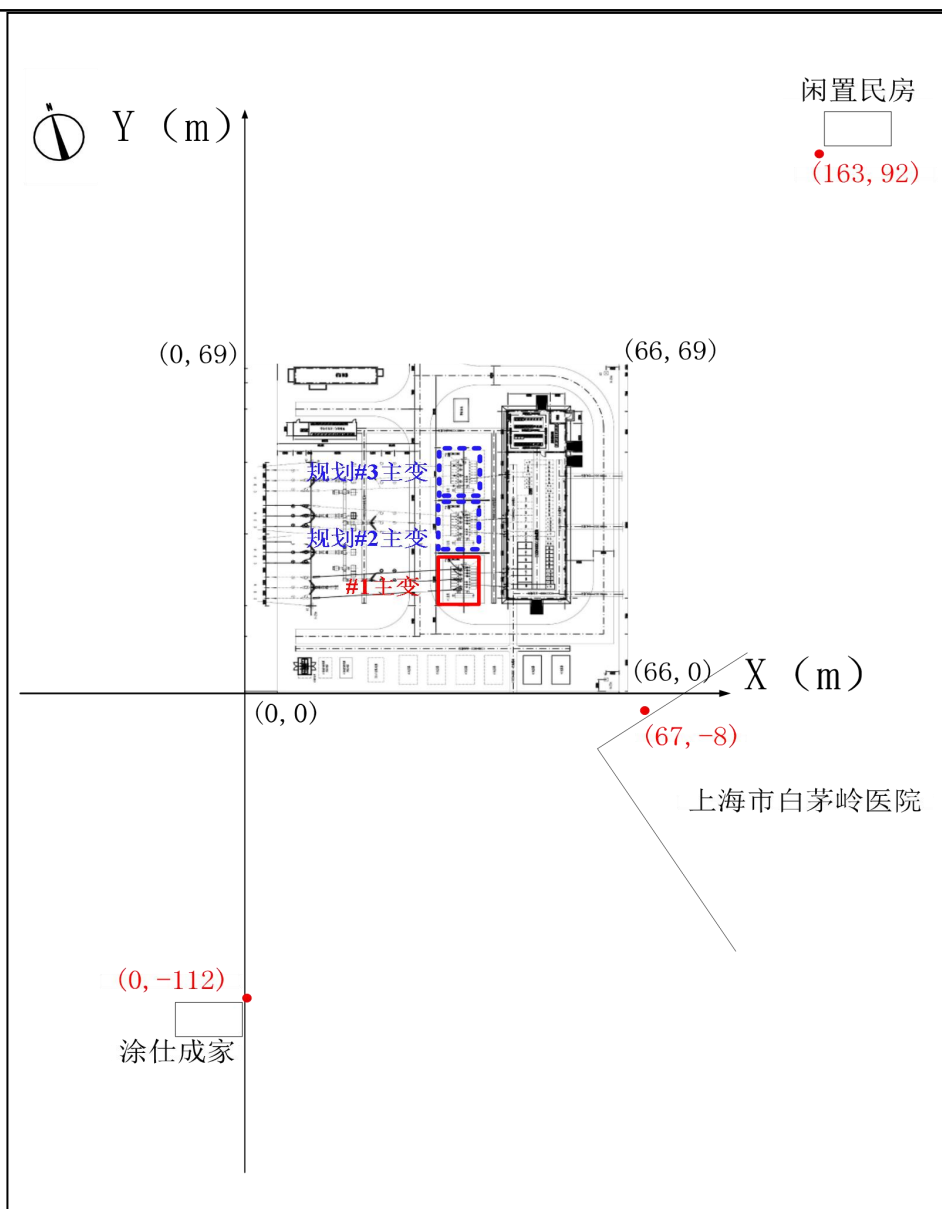 闲置民房
N
Y（m）
(163, 92)
(0, 69)
(66, 69)
规划#3主变
规划#2主变
#1主变
(66, 0)
X（m）
(0, 0)
(67, -8)
上海市白茅岭医院
(0, -112)
涂仕成家